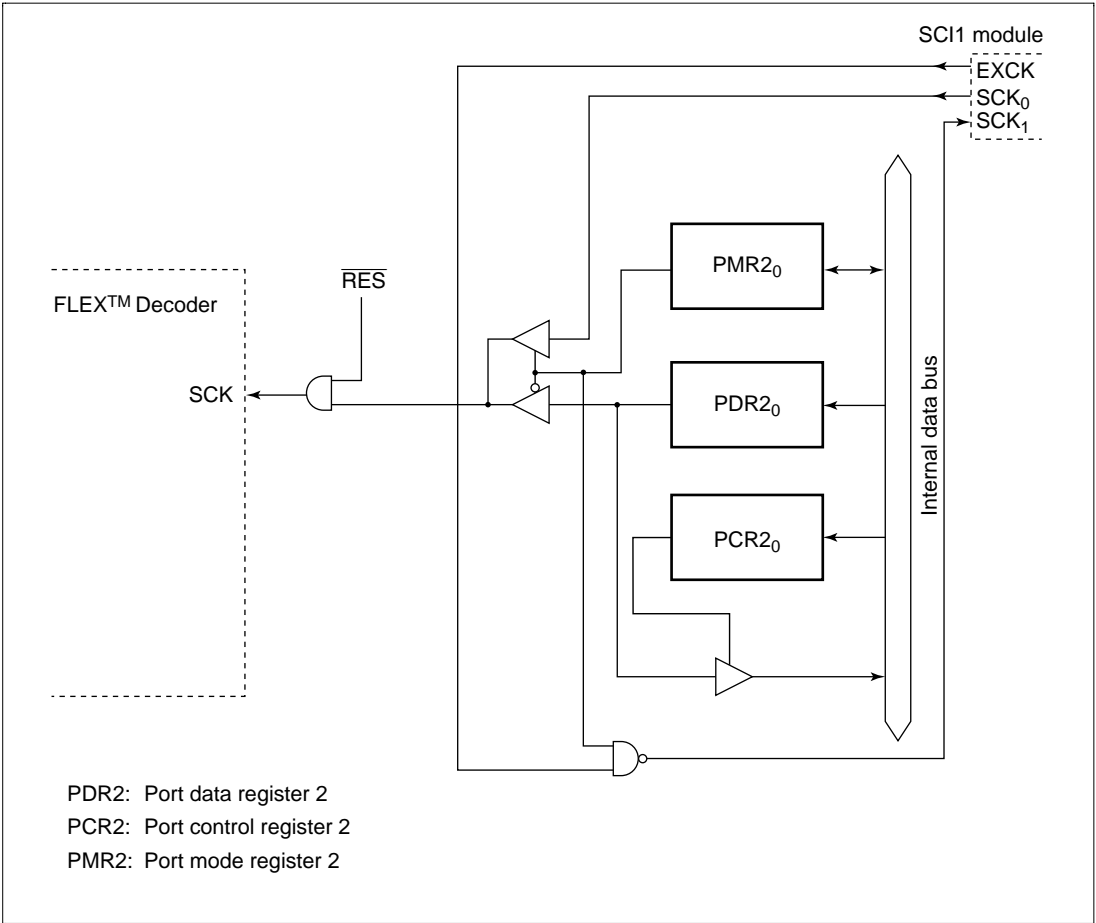 SCI1 module
EXCK
SCK₀
SCK₁
PMR2₀
R̅E̅S̅
FLEX™ Decoder
SCK
PDR2₀
Internal data bus
PCR2₀
PDR2: Port data register 2
PCR2: Port control register 2
PMR2: Port mode register 2